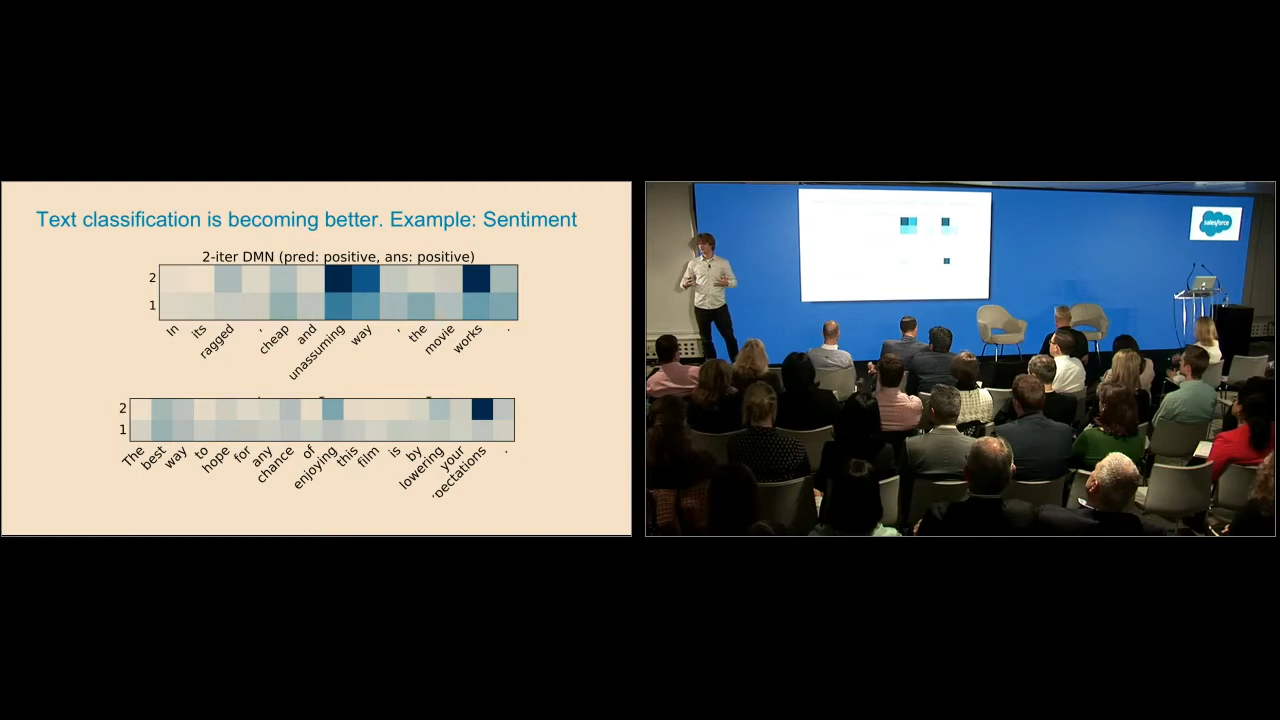 Text classification is becoming better. Example: Sentiment
2-iter DMN (pred: positive, ans: positive)
2
1
In its ragged , cheap and unassuming way , the movie works .
2
1
The best way to hope for any chance of enjoying this film is by lowering your pectations .
salesforce